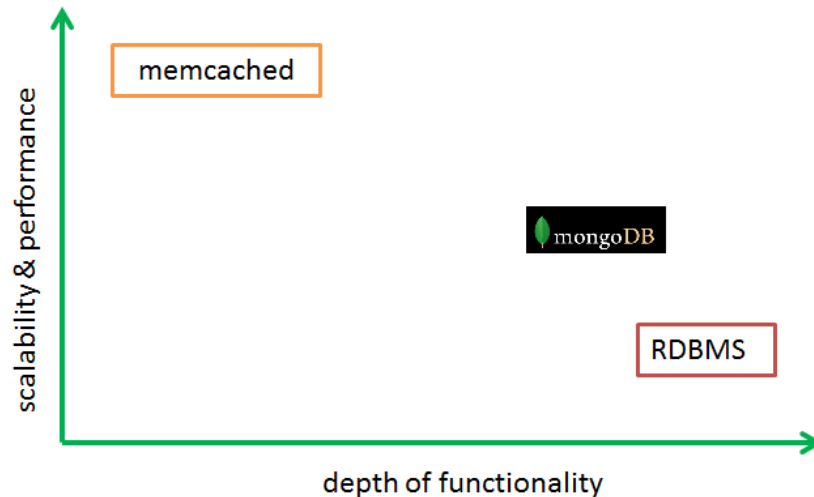 memcached
scalability & performance
mongoDB
RDBMS
depth of functionality